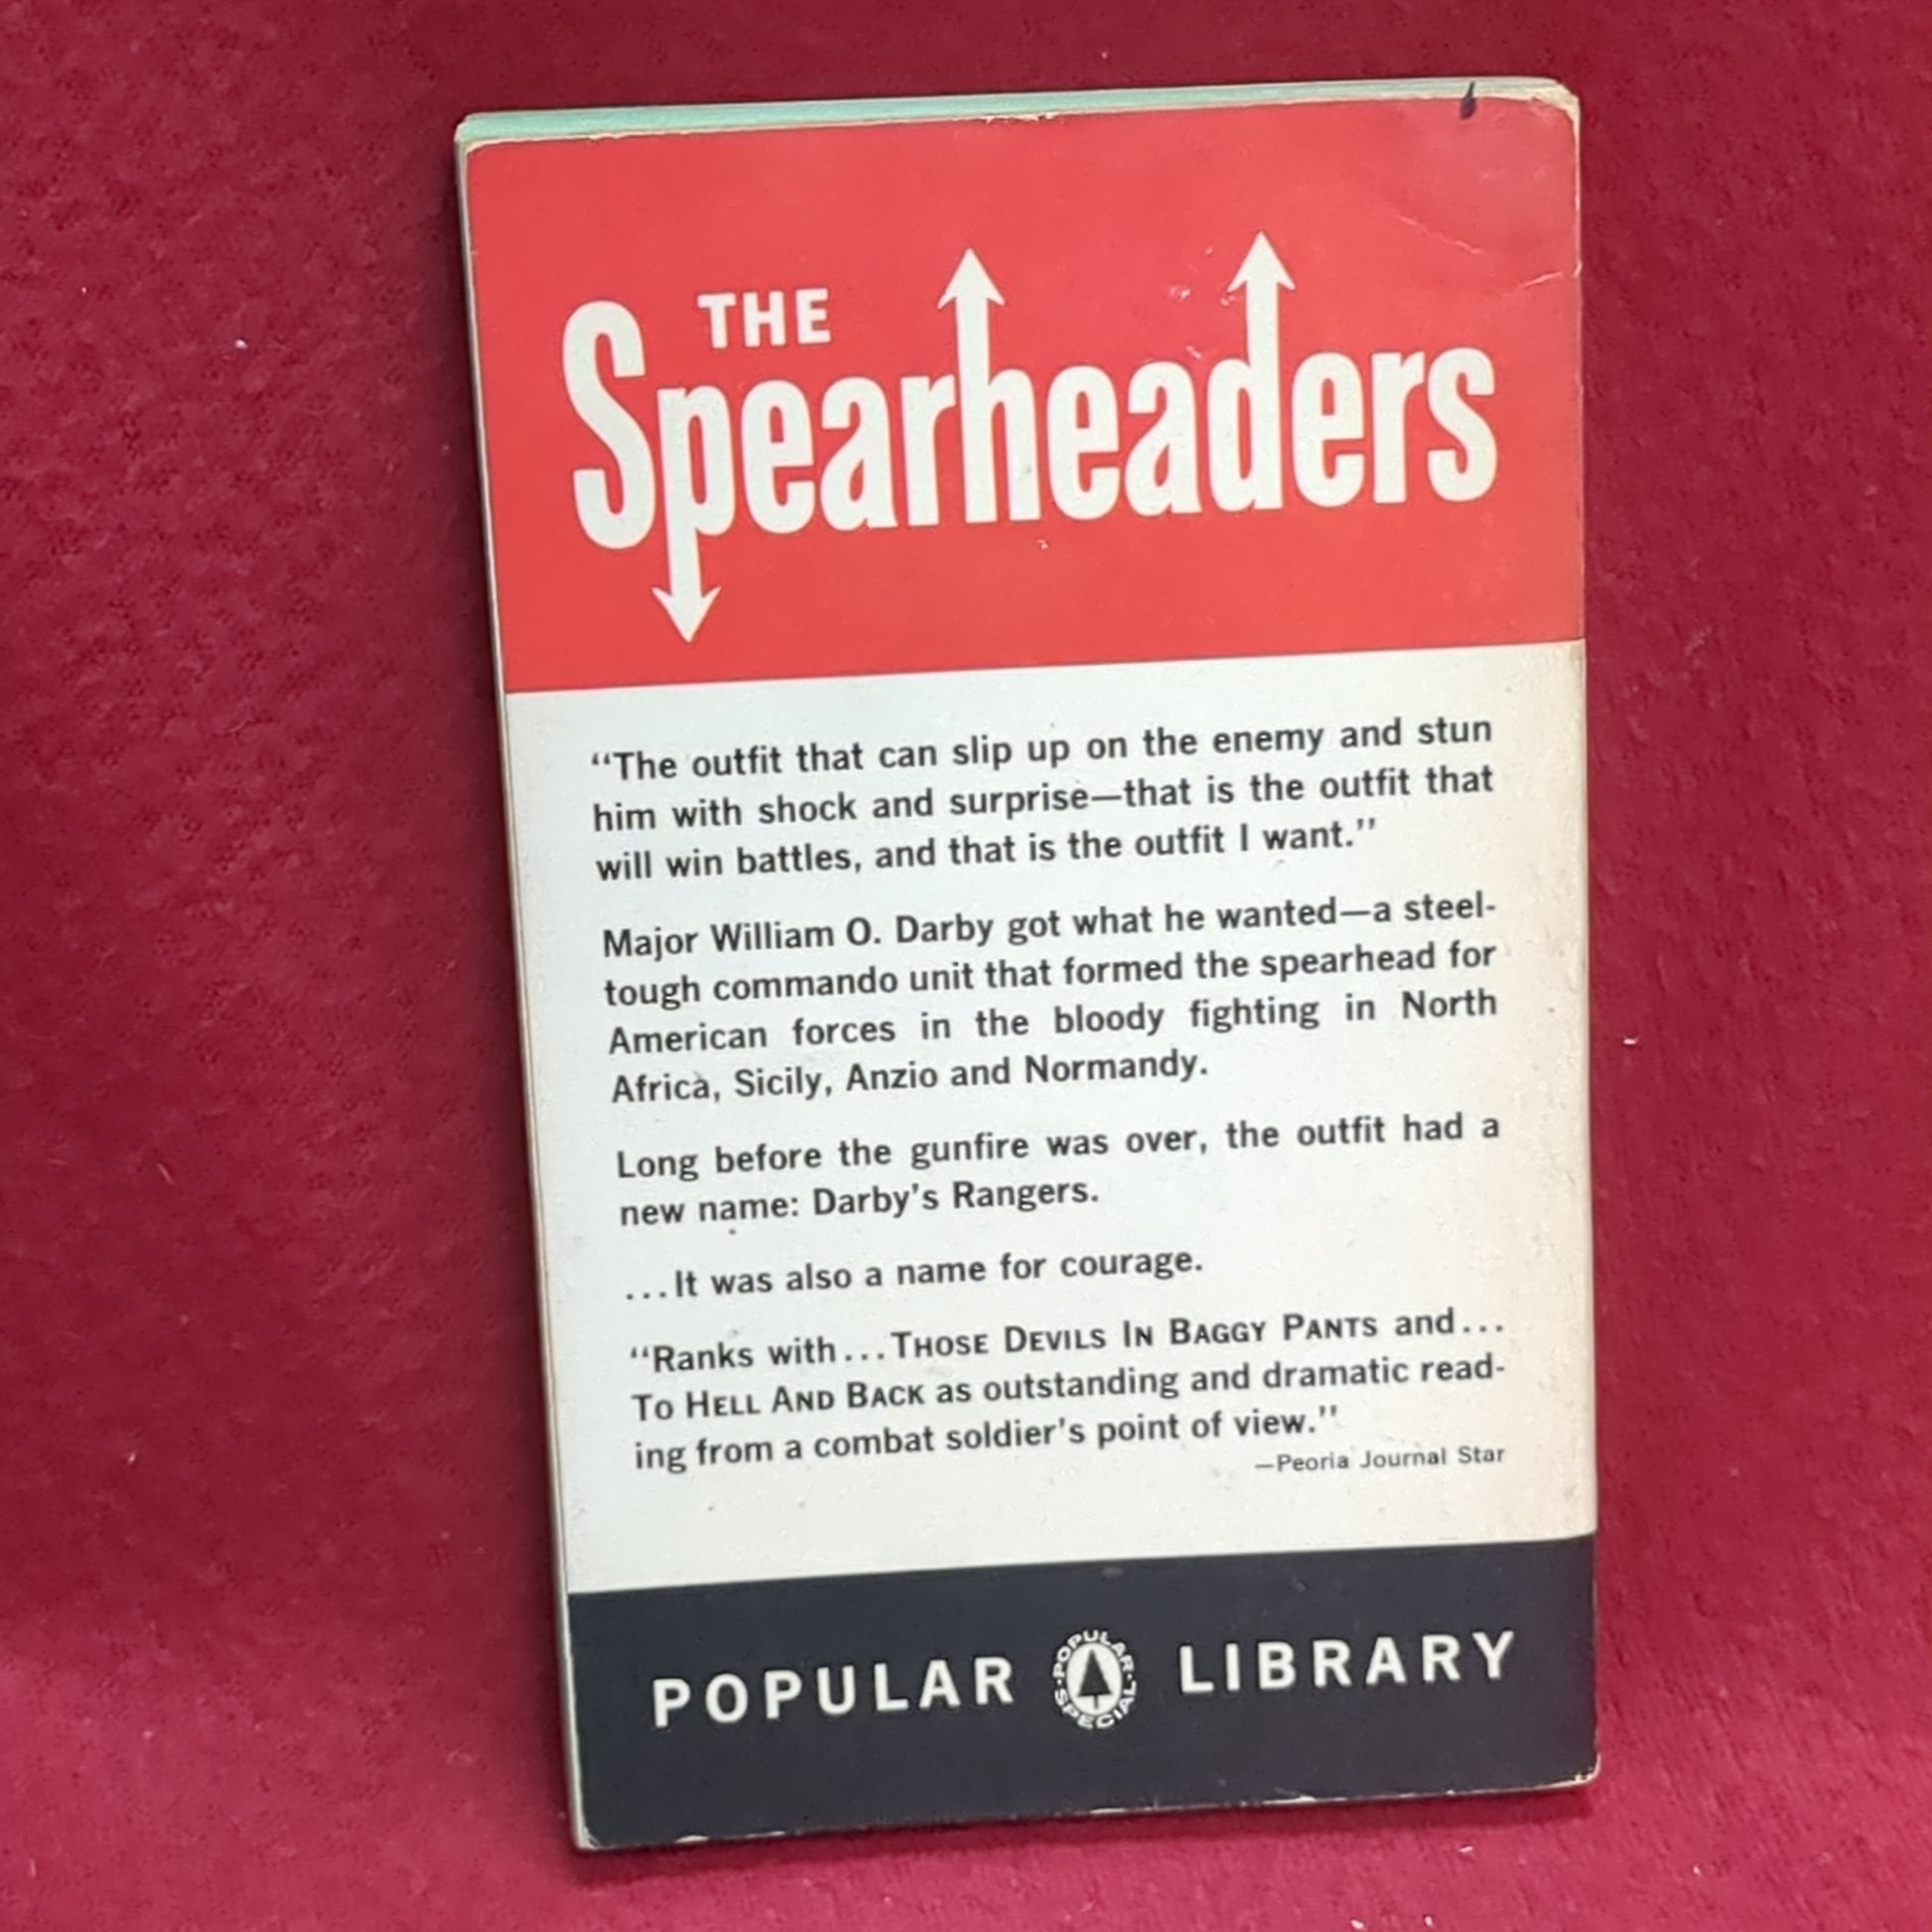 THE
Spearheaders
“The outfit that can slip up on the enemy and stun
him with shock and surprise—that is the outfit that
will win battles, and that is the outfit I want.”
Major William O. Darby got what he wanted—a steel-
tough commando unit that formed the spearhead for
American forces in the bloody fighting in North
Africa, Sicily, Anzio and Normandy.
Long before the gunfire was over, the outfit had a
new name: Darby’s Rangers.
...It was also a name for courage.
“Ranks with...THOSE DEVILS IN BAGGY PANTS and...
TO HELL AND BACK as outstanding and dramatic read-
ing from a combat soldier’s point of view.”
—Peoria Journal Star
POPULAR LIBRARY
POPULAR SPECIAL